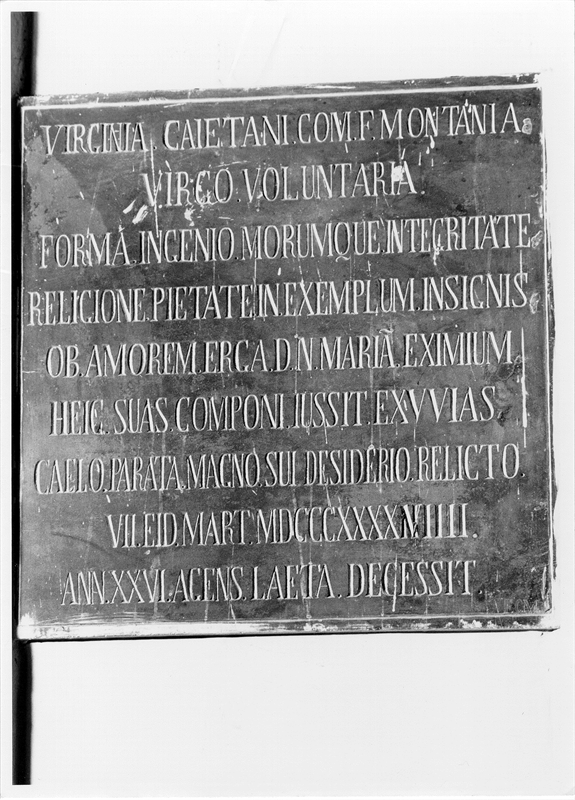 VIRGINIA . CAIETANI . COM . F . MONTANIA .
VIRGO . VOLUNTARIA .
FORMA . INGENIO . MORUMQUE . INTEGRITATE
RELIGIONE . PIETATE . IN . EXEMPLUM . INSIGNIS .
OB . AMOREM . ERGA . D . N . MARIA . EXIMIUM .
HEIC . SUAS . COMPONI . IUSSIT . EXVVIAS
CAELO . PARATA . MAGNO . SUI DESIDERIO . RELICTO .
VII . EID . MART . MDCCCXXXXVIIII .
ANN . XXVI . AGENS . LAETA . DECESSIT .